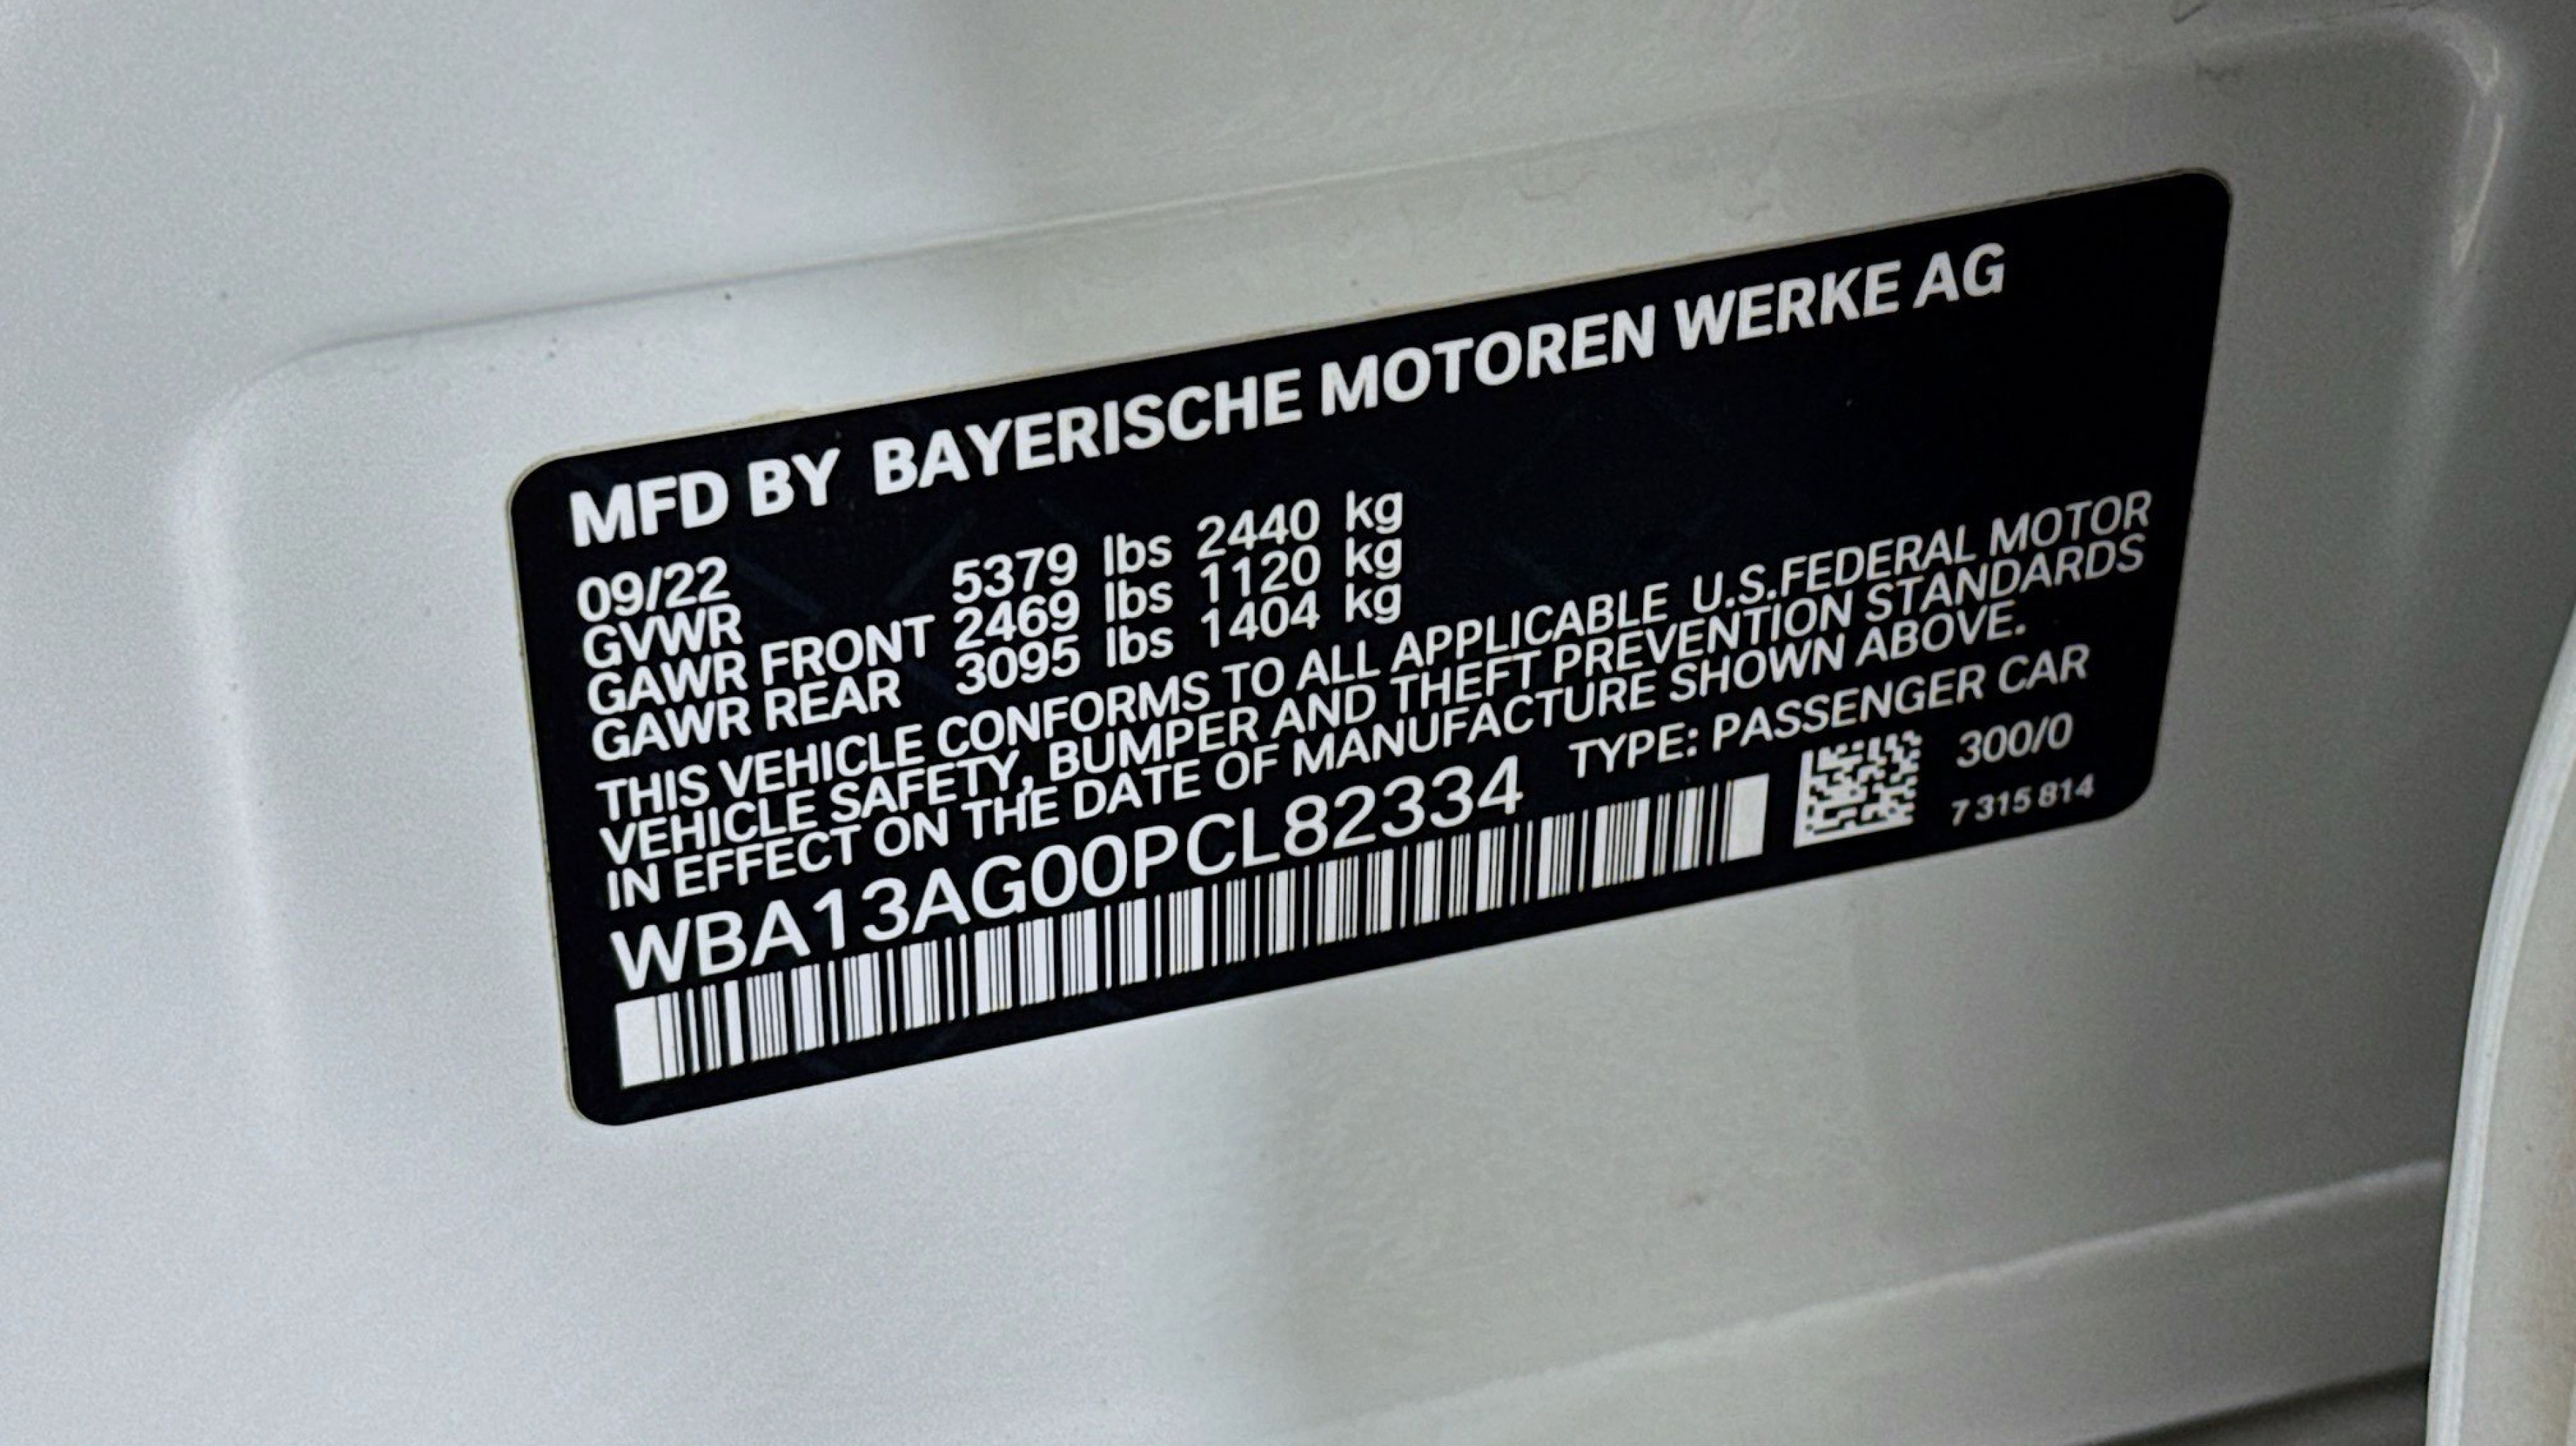 MFD BY BAYERISCHE MOTOREN WERKE AG
09/22
GVWR 5379 lbs 2440 kg
GAWR FRONT 2469 lbs 1120 kg
GAWR REAR 3095 lbs 1404 kg
THIS VEHICLE CONFORMS TO ALL APPLICABLE U.S.FEDERAL MOTOR
VEHICLE SAFETY, BUMPER AND THEFT PREVENTION STANDARDS
IN EFFECT ON THE DATE OF MANUFACTURE SHOWN ABOVE.
WBA13AG00PCL82334 TYPE: PASSENGER CAR
300/0
7 315 814